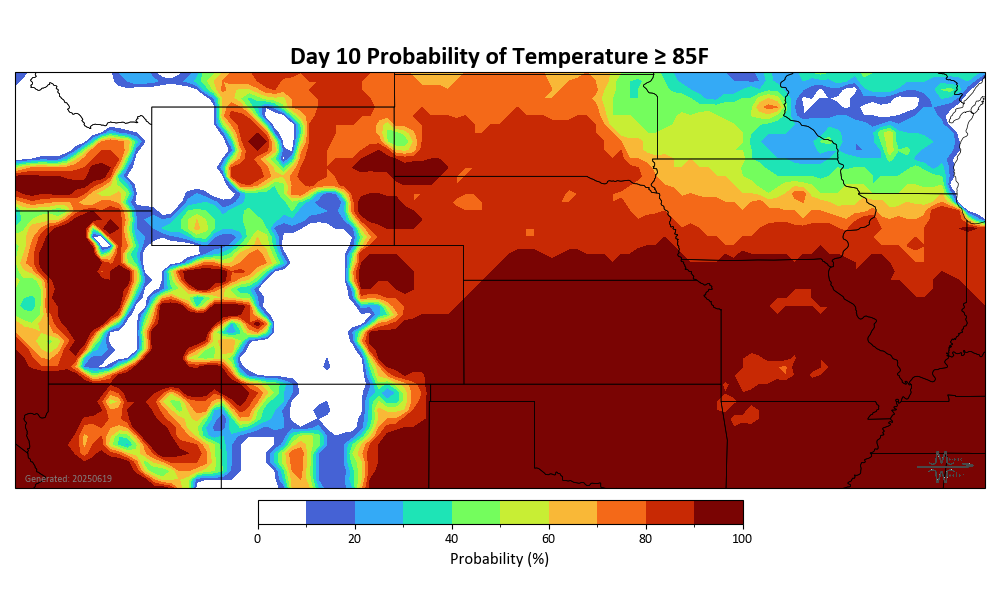 Day 10 Probability of Temperature ≥ 85F
Generated: 20250619
0 20 40 60 80 100
Probability (%)